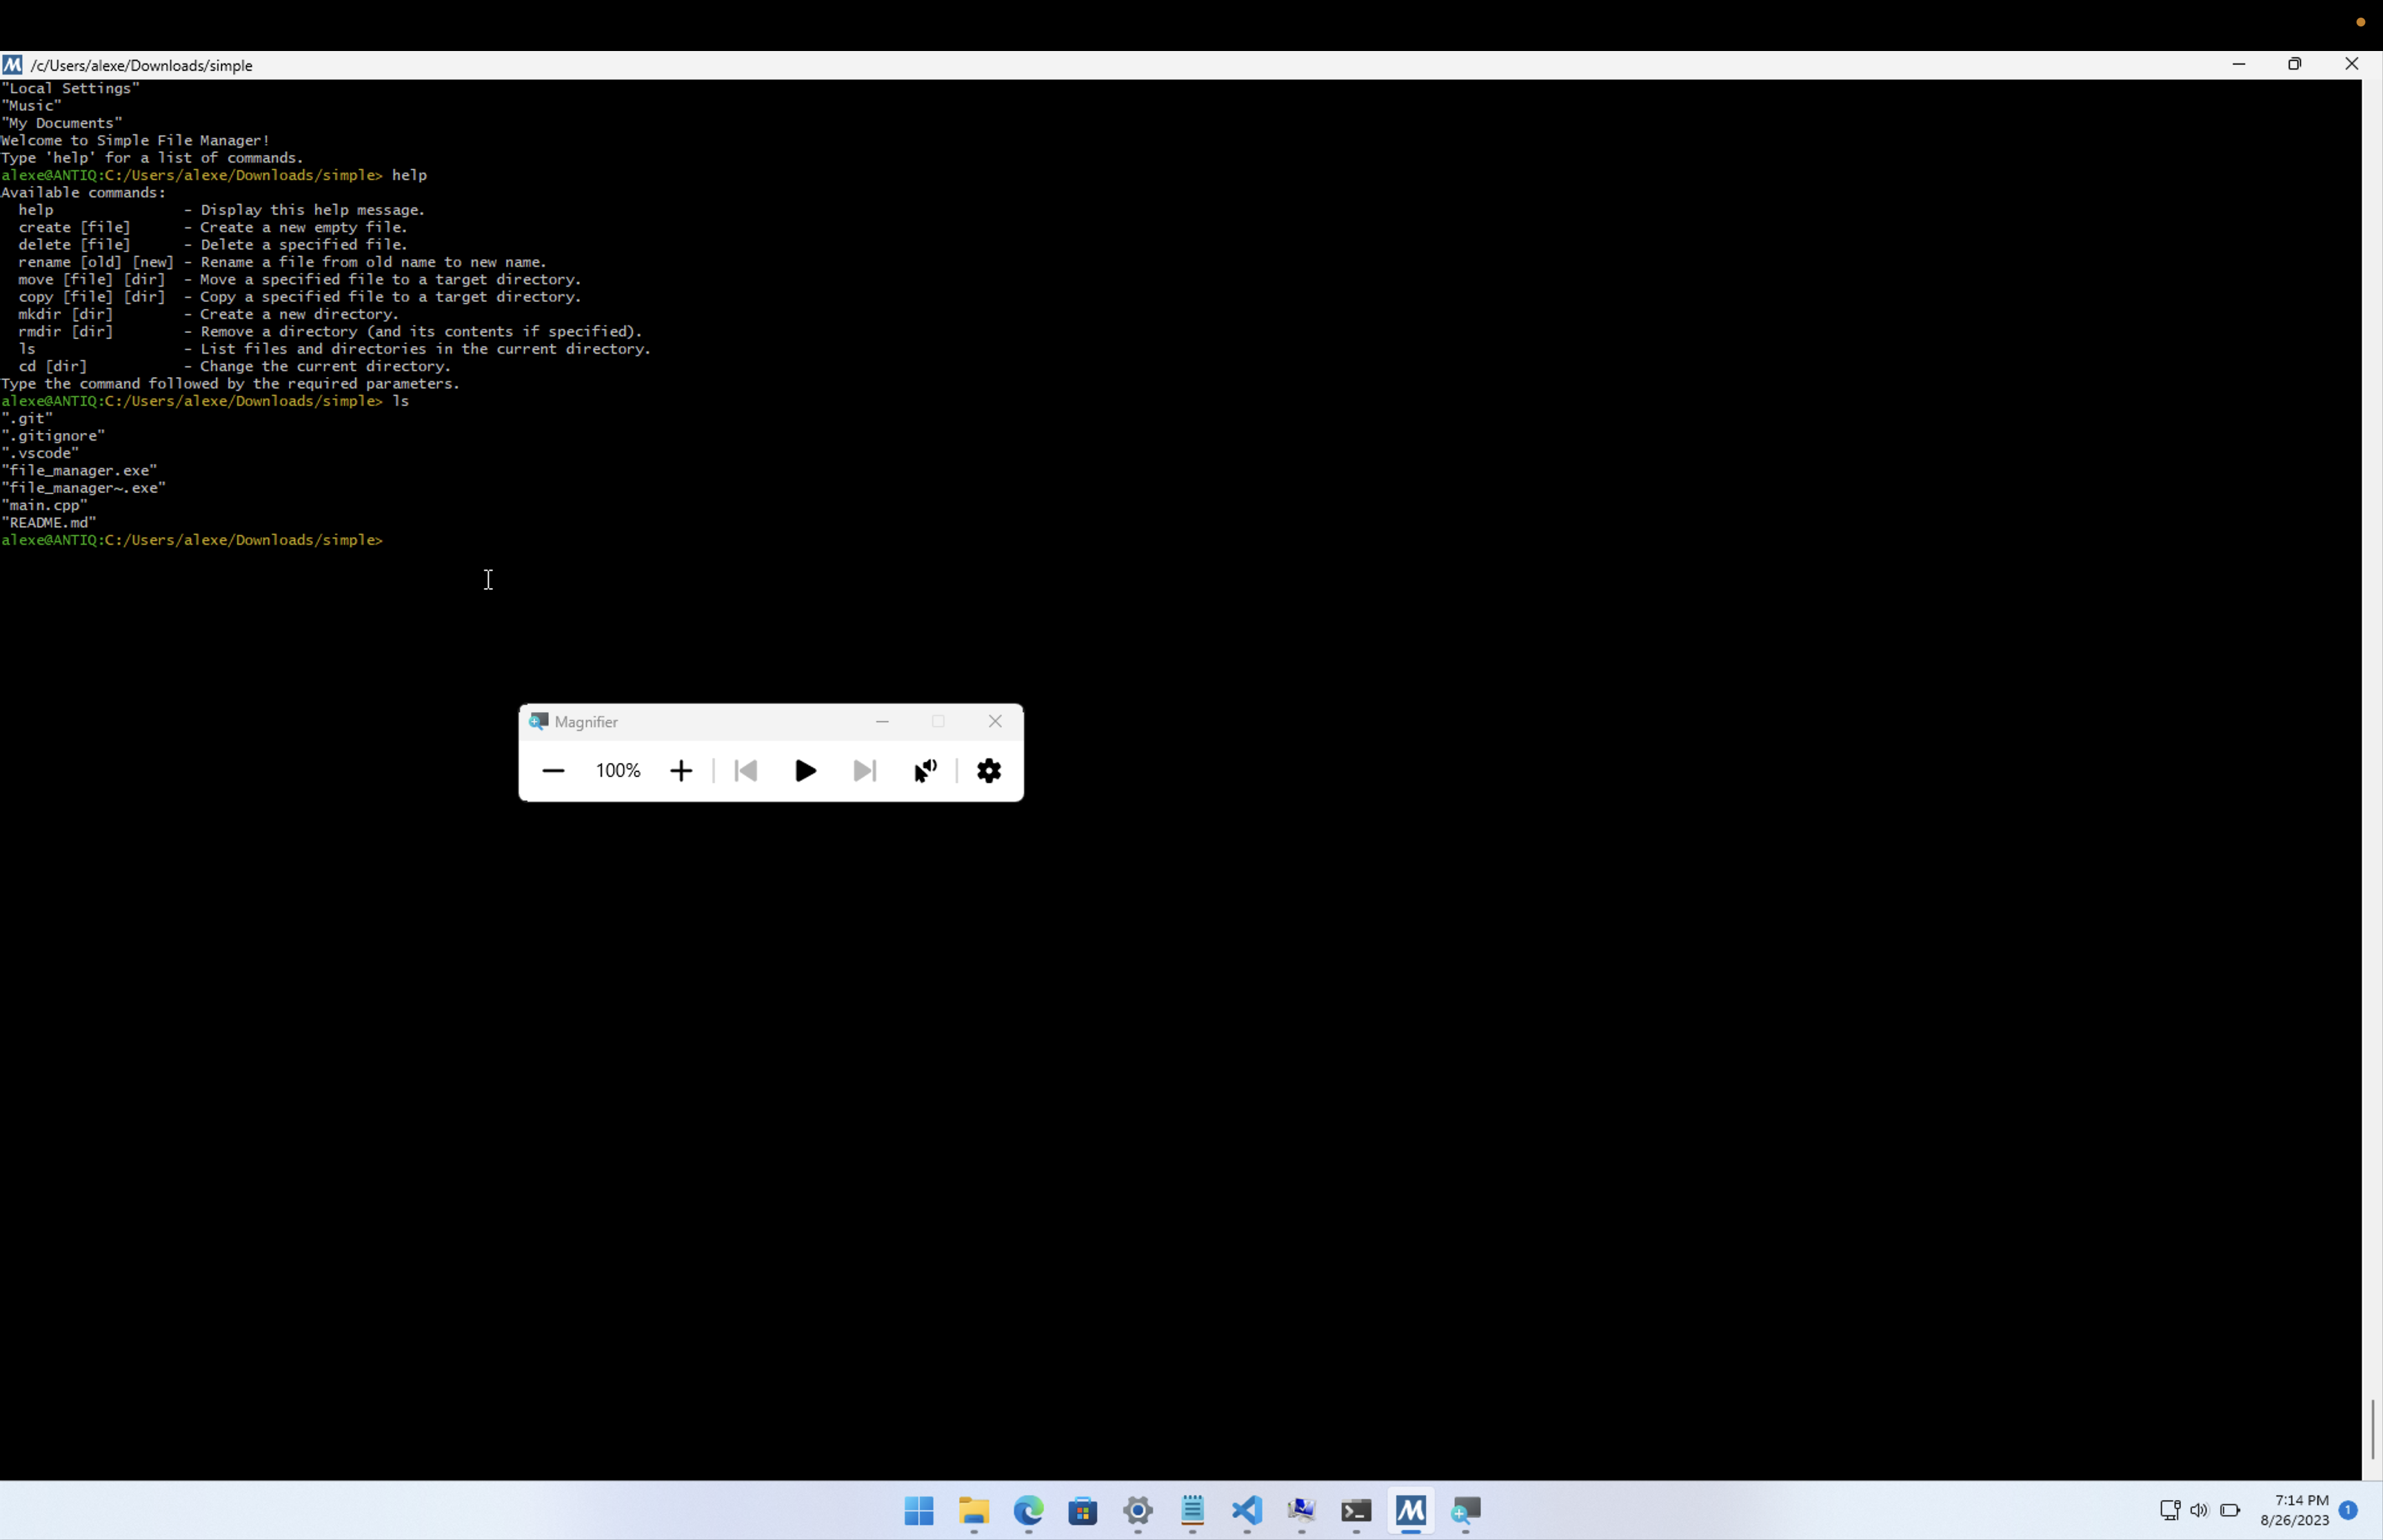 /c/Users/alexe/Downloads/simple
"Local Settings"
"Music"
"My Documents"
Welcome to Simple File Manager!
Type 'help' for a list of commands.
alexe@ANTIQ:C:/Users/alexe/Downloads/simple> help
Available commands:
  help               - Display this help message.
  create [file]      - Create a new empty file.
  delete [file]      - Delete a specified file.
  rename [old] [new] - Rename a file from old name to new name.
  move [file] [dir]  - Move a specified file to a target directory.
  copy [file] [dir]  - Copy a specified file to a target directory.
  mkdir [dir]        - Create a new directory.
  rmdir [dir]        - Remove a directory (and its contents if specified).
  ls                 - List files and directories in the current directory.
  cd [dir]           - Change the current directory.
Type the command followed by the required parameters.
alexe@ANTIQ:C:/Users/alexe/Downloads/simple> ls
".git"
".gitignore"
".vscode"
"file_manager.exe"
"file_manager~.exe"
"main.cpp"
"README.md"
alexe@ANTIQ:C:/Users/alexe/Downloads/simple>
Magnifier
100%
7:14 PM
8/26/2023
1